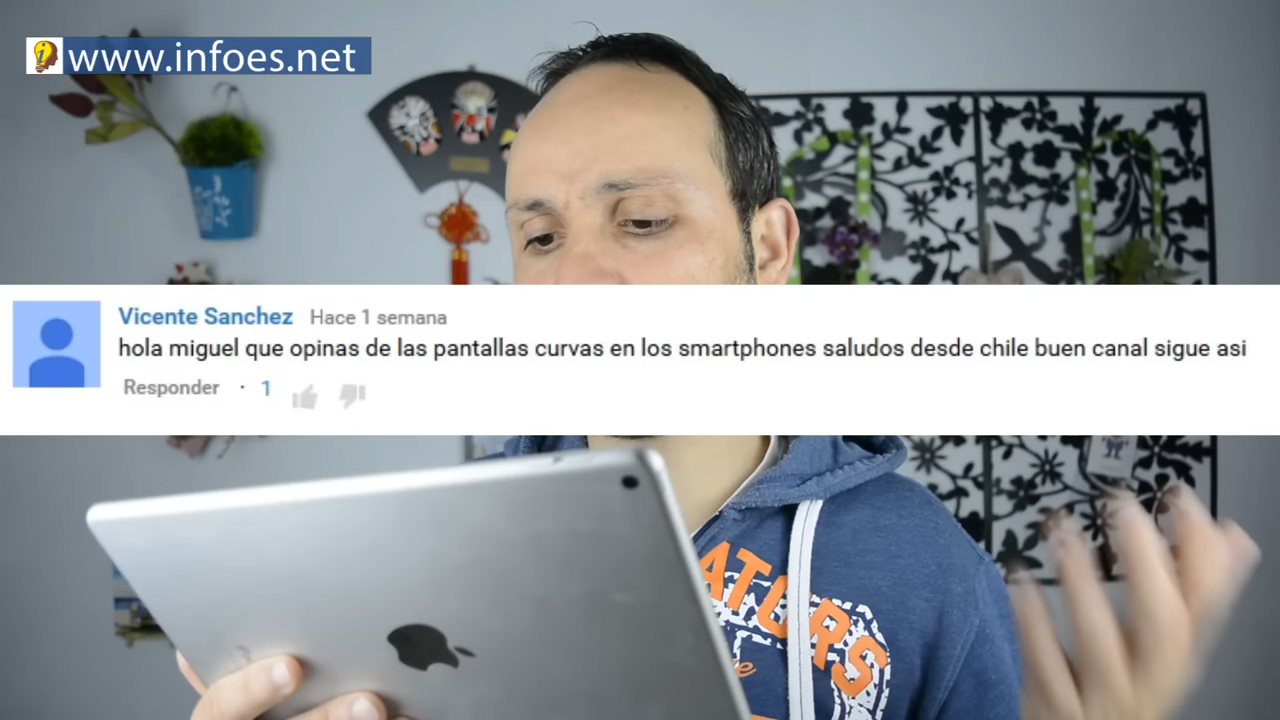 www.infoes.net
Vicente Sanchez Hace 1 semana
hola miguel que opinas de las pantallas curvas en los smartphones saludos desde chile buen canal sigue asi
Responder · 1
ATURS